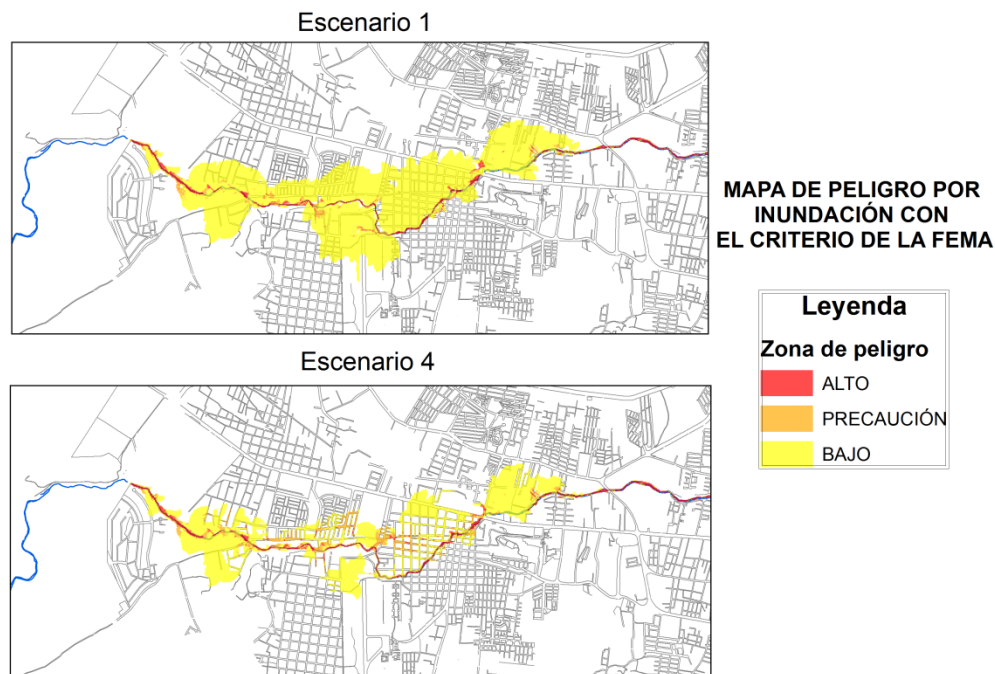 Escenario 1
MAPA DE PELIGRO POR
INUNDACIÓN CON
EL CRITERIO DE LA FEMA
Leyenda
Zona de peligro
ALTO
PRECAUCIÓN
BAJO
Escenario 4